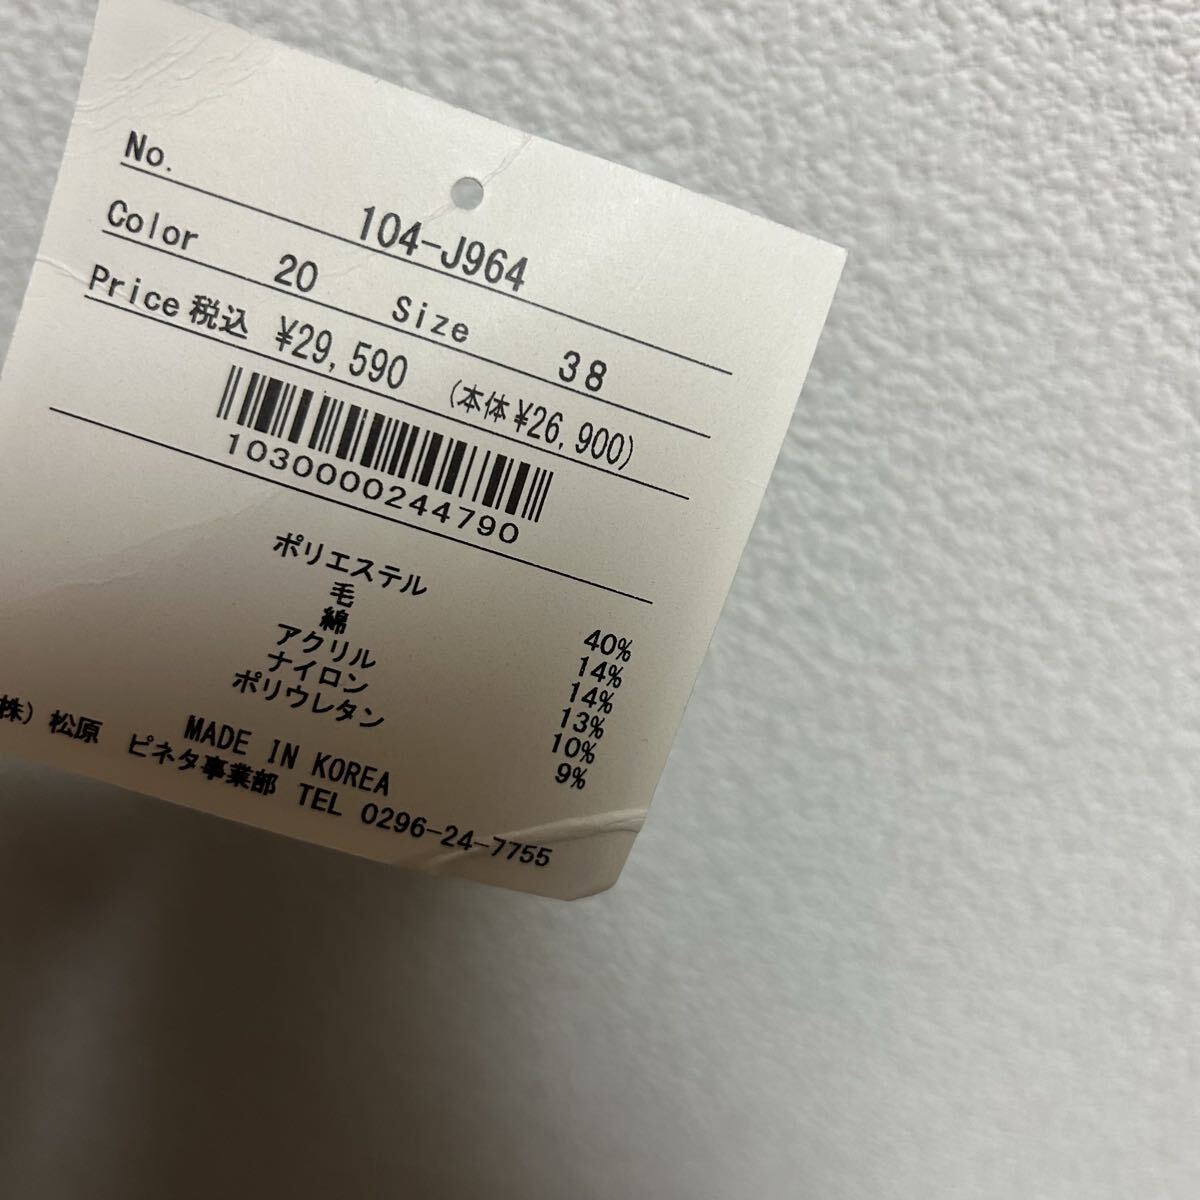 No. 104-J964
Color 20 Size 38
Price 税込 ¥29,590 (本体¥26,900)
1030000244790
ポリエステル 40%
毛 14%
綿 14%
アクリル 13%
ナイロン 10%
ポリウレタン 9%
MADE IN KOREA
株) 松原 ピネタ事業部 TEL 0296-24-7755